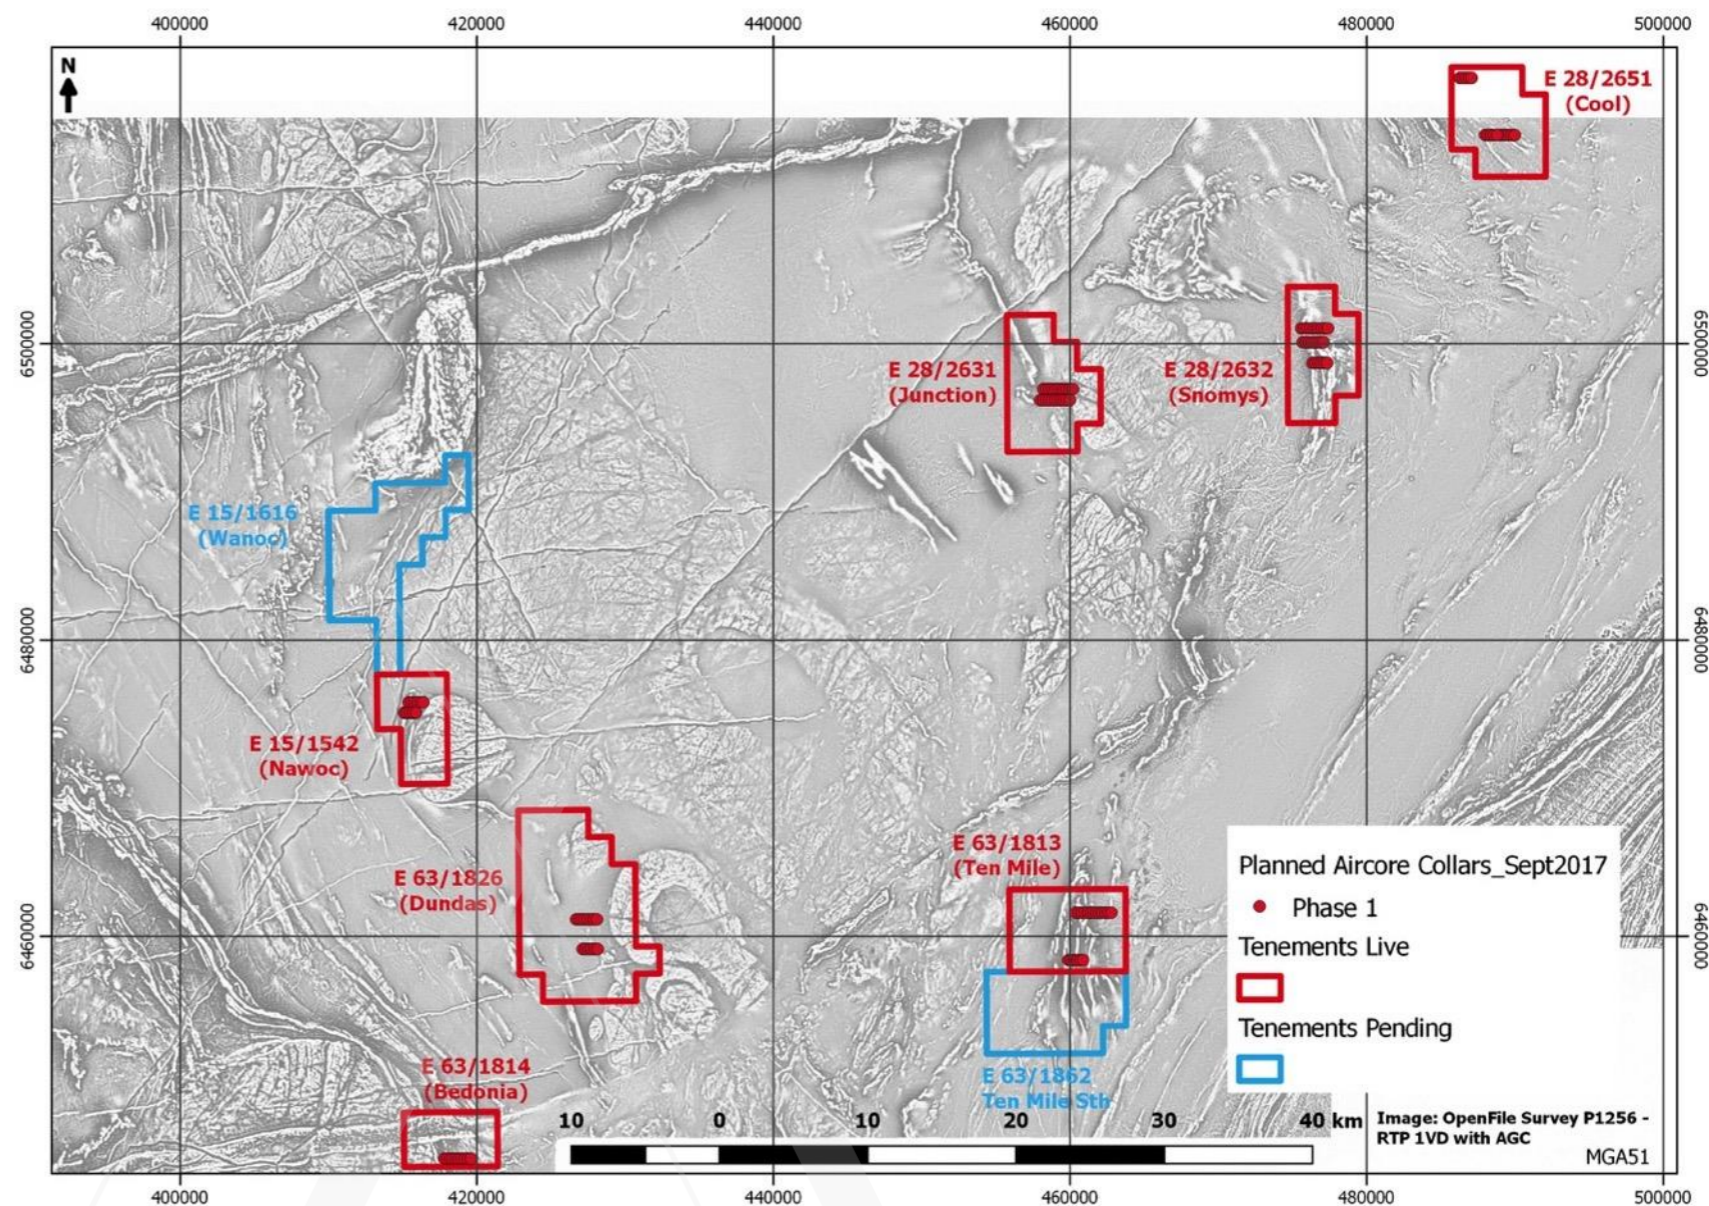 400000 420000 440000 460000 480000 500000
N
E 28/2651
(Cool)
6500000
6500000
E 28/2631
(Junction)
E 28/2632
(Snomys)
E 15/1616
(Wanoc)
6480000
6480000
E 15/1542
(Nawoc)
E 63/1826
(Dundas)
E 63/1813
(Ten Mile)
6460000
6460000
Planned Aircore Collars_Sept2017
Phase 1
Tenements Live
Tenements Pending
E 63/1814
(Bedonia)
E 63/1862
Ten Mile Sth
10 0 10 20 30 40 km
Image: OpenFile Survey P1256 -
RTP 1VD with AGC
MGA51
400000 420000 440000 460000 480000 500000